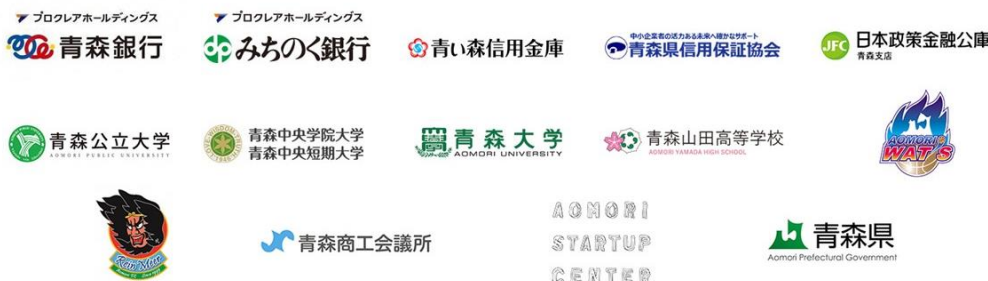 プロクレアホールディングス
青森銀行
プロクレアホールディングス
みちのく銀行
青い森信用金庫
中小企業者の活力ある未来へ確かなサポート
青森県信用保証協会
JFC
日本政策金融公庫
青森支店
青森公立大学
AOMORI PUBLIC UNIVERSITY
青森中央学院大学
青森中央短期大学
青森大学
AOMORI UNIVERSITY
青森山田高等学校
AOMORI YAMADA HIGH SCHOOL
AOMORI
WAT'S
ReinMeer
青森商工会議所
AOMORI
STARTUP
CENTER
青森県
Aomori Prefectural Government